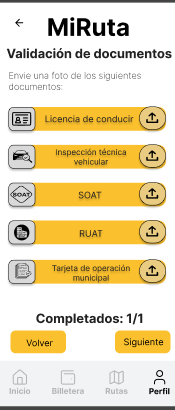 MiRuta
Validación de documentos
Envie una foto de los siguientes
documentos:
Licencia de conducir
Inspección técnica
vehicular
SOAT
SOAT
RUAT
Tarjeta de operación
municipal
Completados: 1/1
Volver
Siguiente
Inicio
Billetera
Rutas
Perfil